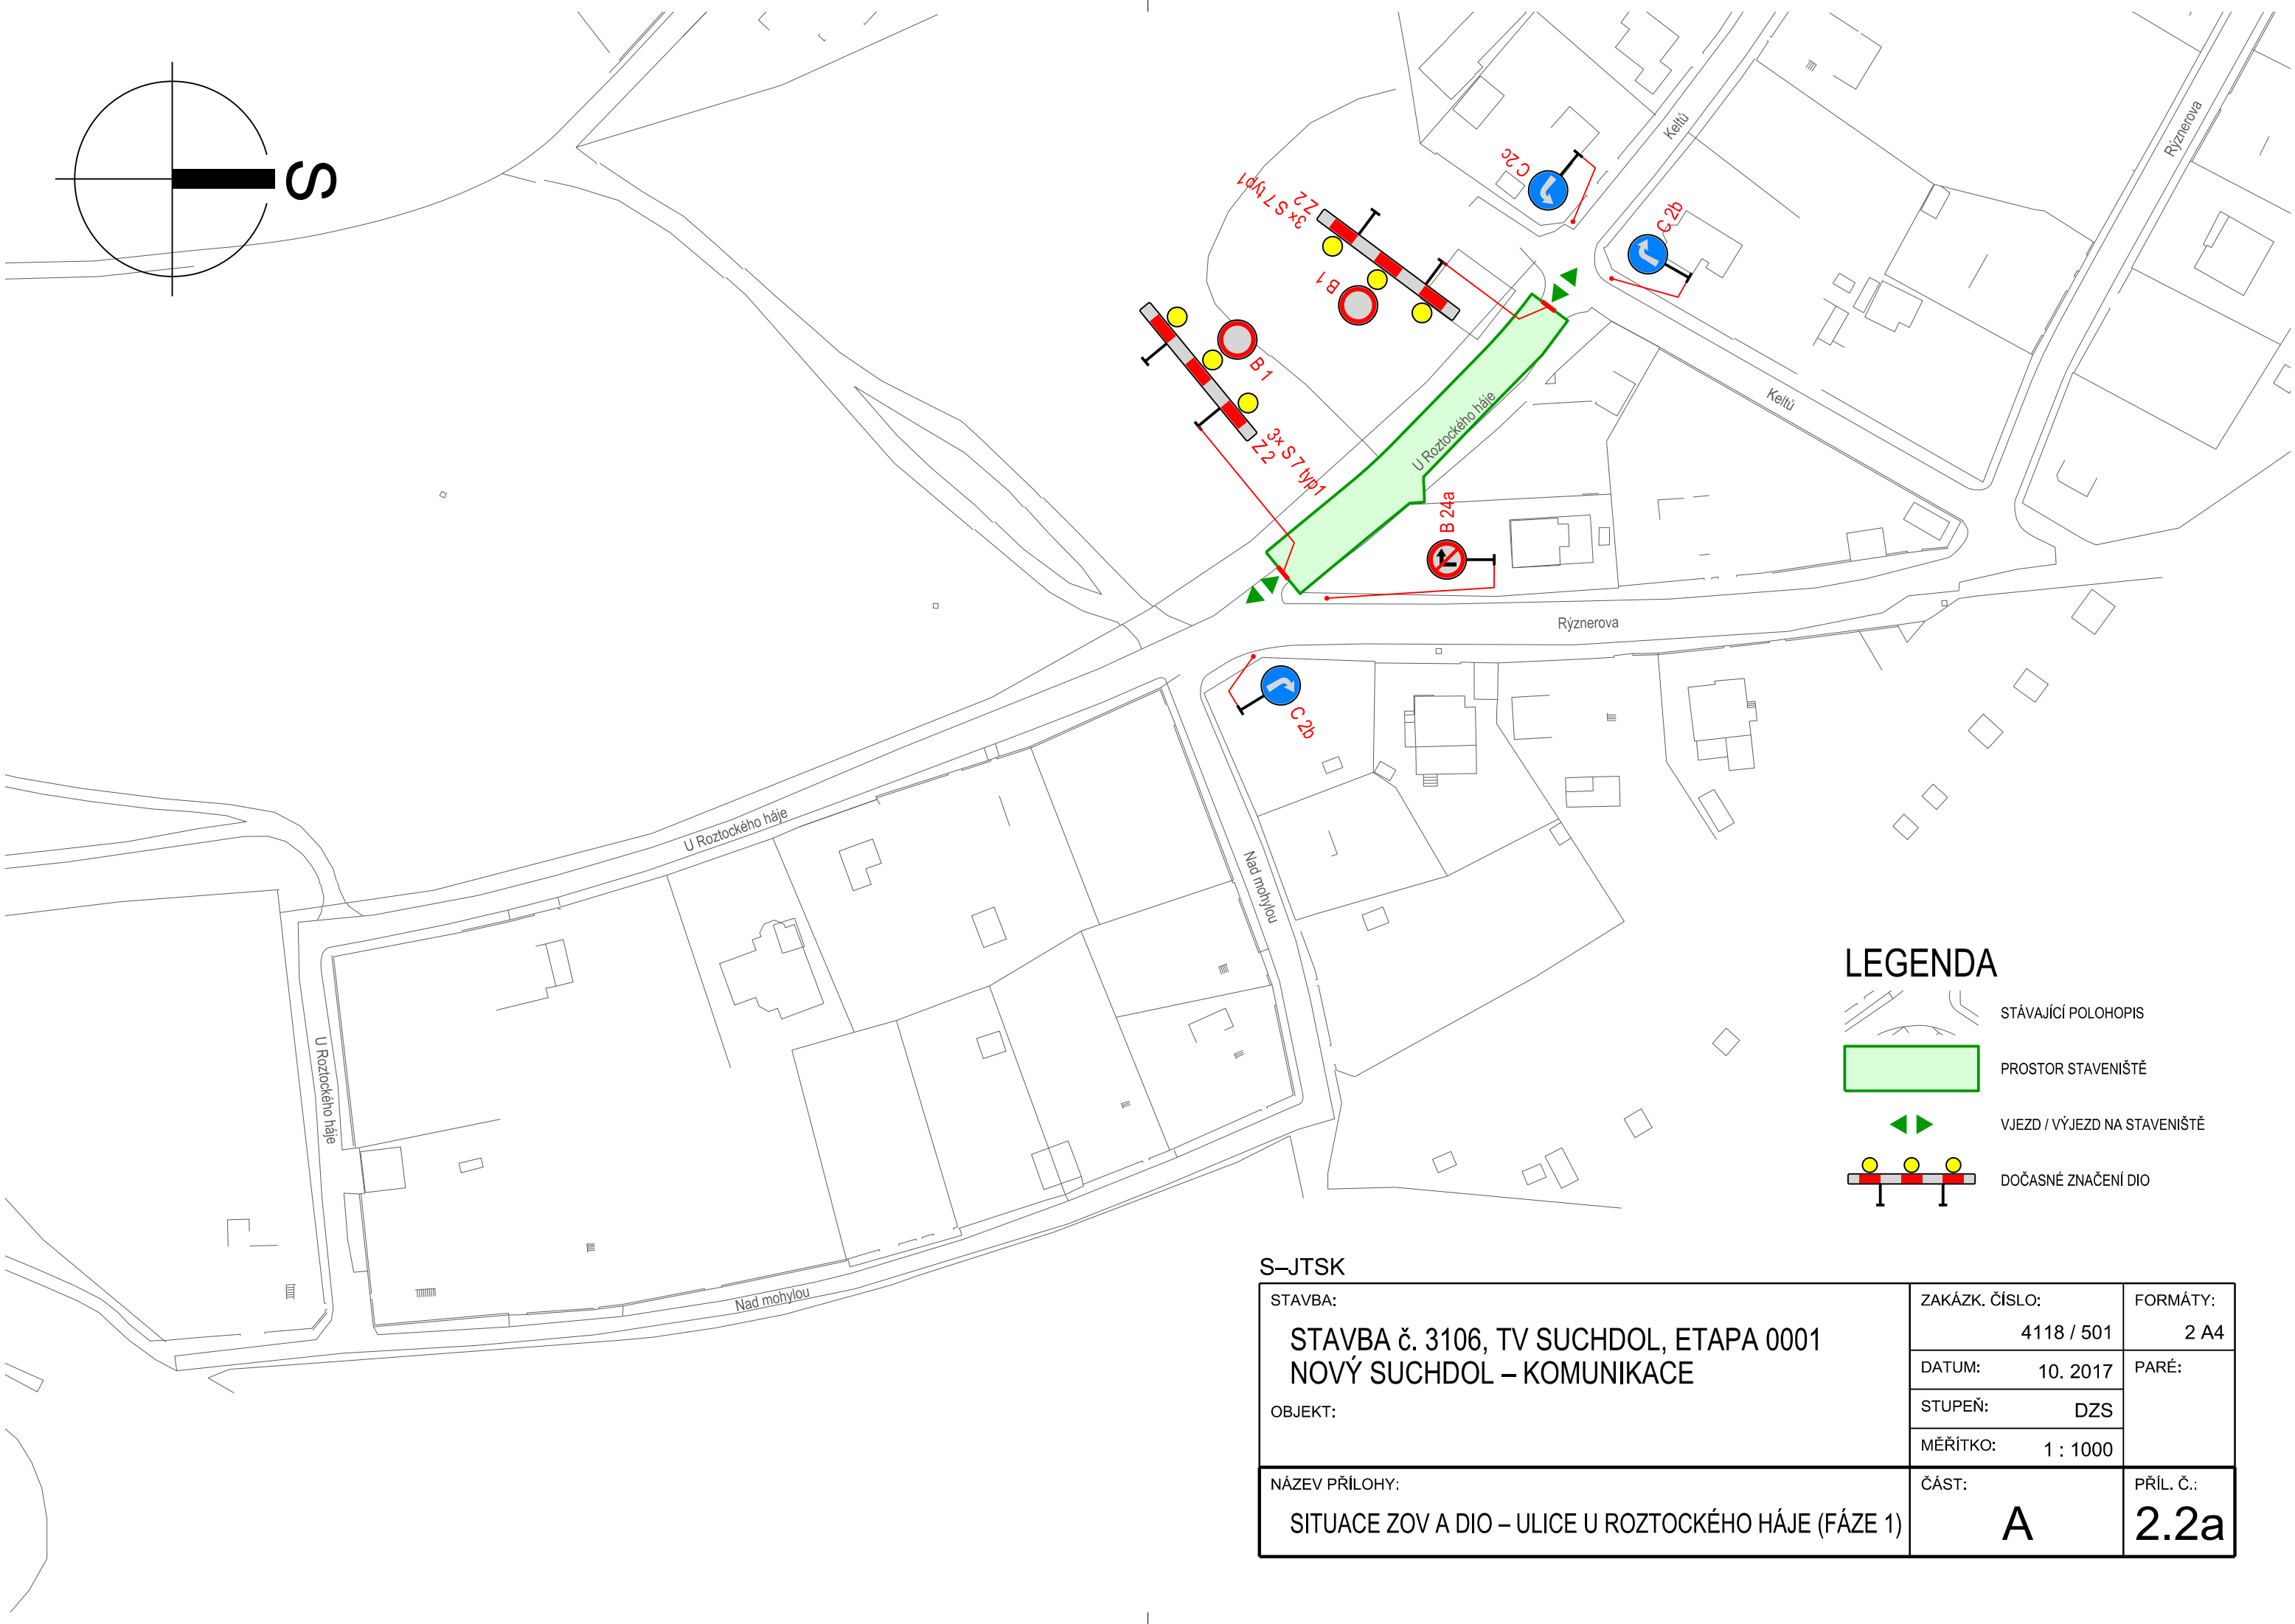 S
Keltů
Rýznerova
C 2c
C 2b
3× S 7 typ1
Z 2
B 1
B 1
Z 2
3× S 7 typ1
U Roztockého háje
Keltů
B 24a
Rýznerova
C 2b
U Roztockého háje
Nad mohylou
U Roztockého háje
Nad mohylou
LEGENDA
STÁVAJÍCÍ POLOHOPIS
PROSTOR STAVENIŠTĚ
VJEZD / VÝJEZD NA STAVENIŠTĚ
DOČASNÉ ZNAČENÍ DIO
S–JTSK
STAVBA:
STAVBA č. 3106, TV SUCHDOL, ETAPA 0001
NOVÝ SUCHDOL – KOMUNIKACE
OBJEKT:
ZAKÁZK. ČÍSLO:
4118 / 501
FORMÁTY:
2 A4
DATUM: 10. 2017
PARÉ:
STUPEŇ: DZS
MĚŘÍTKO: 1 : 1000
NÁZEV PŘÍLOHY:
SITUACE ZOV A DIO – ULICE U ROZTOCKÉHO HÁJE (FÁZE 1)
ČÁST:
A
PŘÍL. Č.:
2.2a